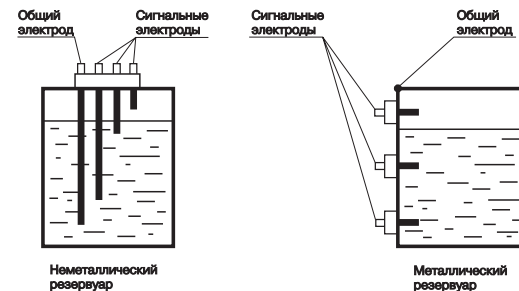 Общий
электрод
Сигнальные
электроды
Сигнальные
электроды
Общий
электрод
Неметаллический
резервуар
Металлический
резервуар